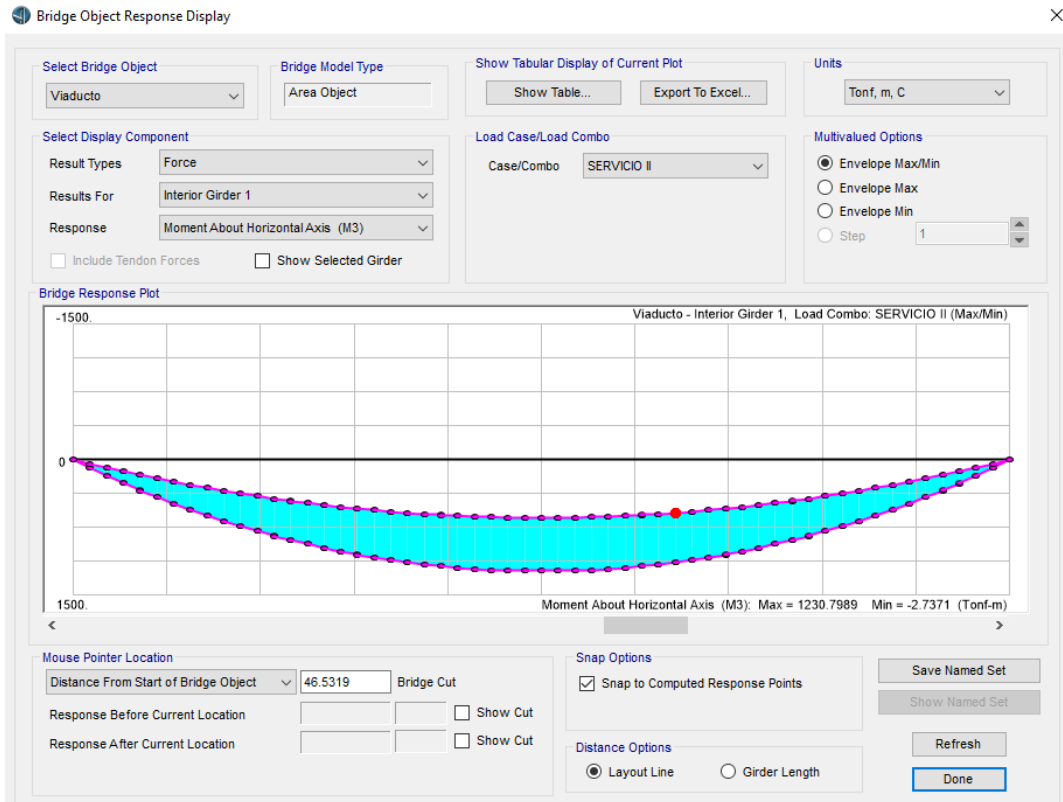 Bridge Object Response Display
Select Bridge Object
Viaducto
Bridge Model Type
Area Object
Show Tabular Display of Current Plot
Show Table...
Export To Excel...
Units
Tonf, m, C
Select Display Component
Result Types
Force
Results For
Interior Girder 1
Response
Moment About Horizontal Axis (M3)
Include Tendon Forces
Show Selected Girder
Load Case/Load Combo
Case/Combo
SERVICIO II
Multivalued Options
Envelope Max/Min
Envelope Max
Envelope Min
Step
1
Bridge Response Plot
-1500.
Viaducto - Interior Girder 1, Load Combo: SERVICIO II (Max/Min)
0
1500.
Moment About Horizontal Axis (M3): Max = 1230.7989 Min = -2.7371 (Tonf-m)
Mouse Pointer Location
Distance From Start of Bridge Object
46.5319
Bridge Cut
Response Before Current Location
Show Cut
Response After Current Location
Show Cut
Snap Options
Snap to Computed Response Points
Distance Options
Layout Line
Girder Length
Save Named Set
Show Named Set
Refresh
Done